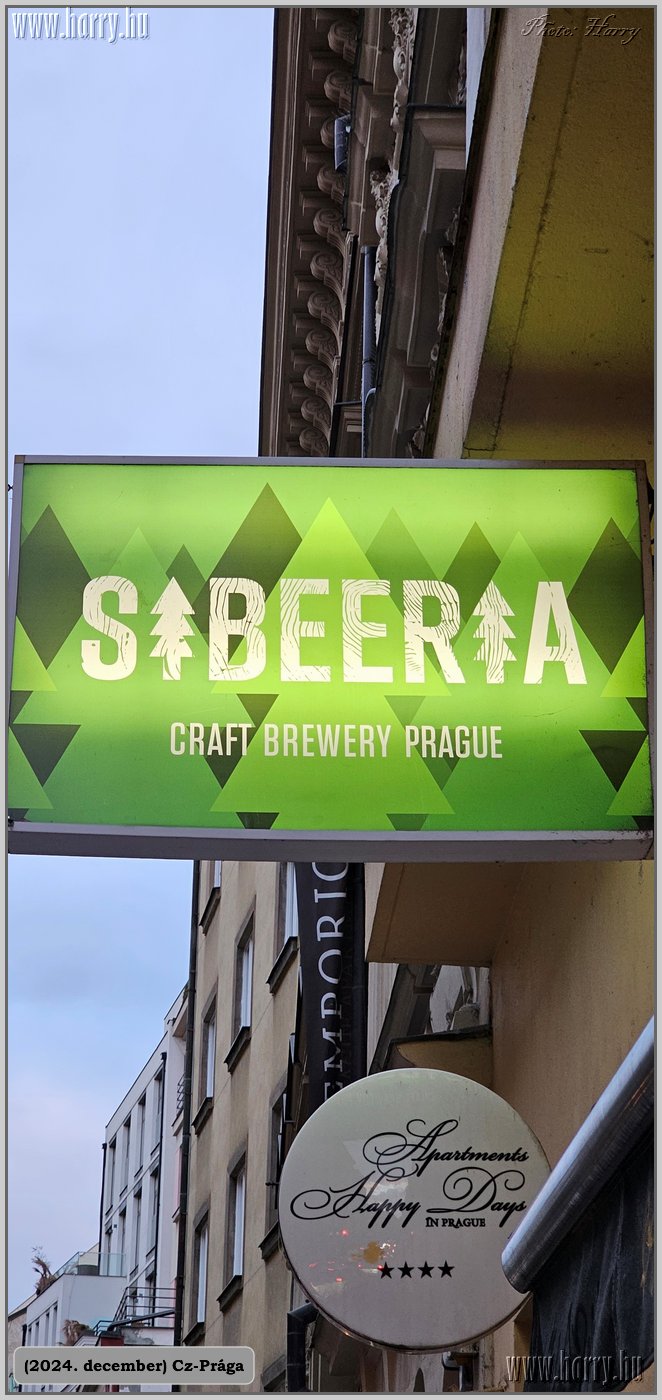 www.harry.hu
Photo: Harry
SIBEERIA
CRAFT BREWERY PRAGUE
EMPORIO
Apartments
Happy Days
IN PRAGUE
(2024. december) Cz-Prága
www.harry.hu